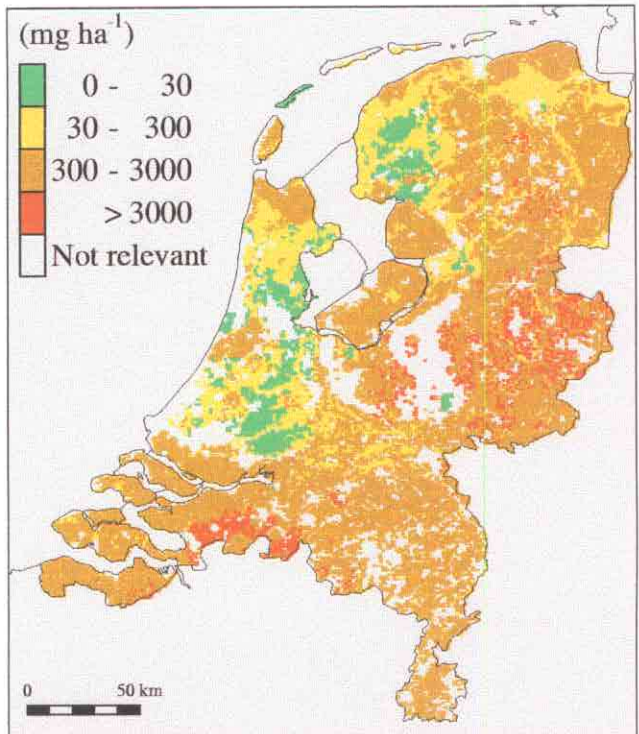 (mg ha⁻¹)
0 - 30
30 - 300
300 - 3000
> 3000
Not relevant
0 50 km